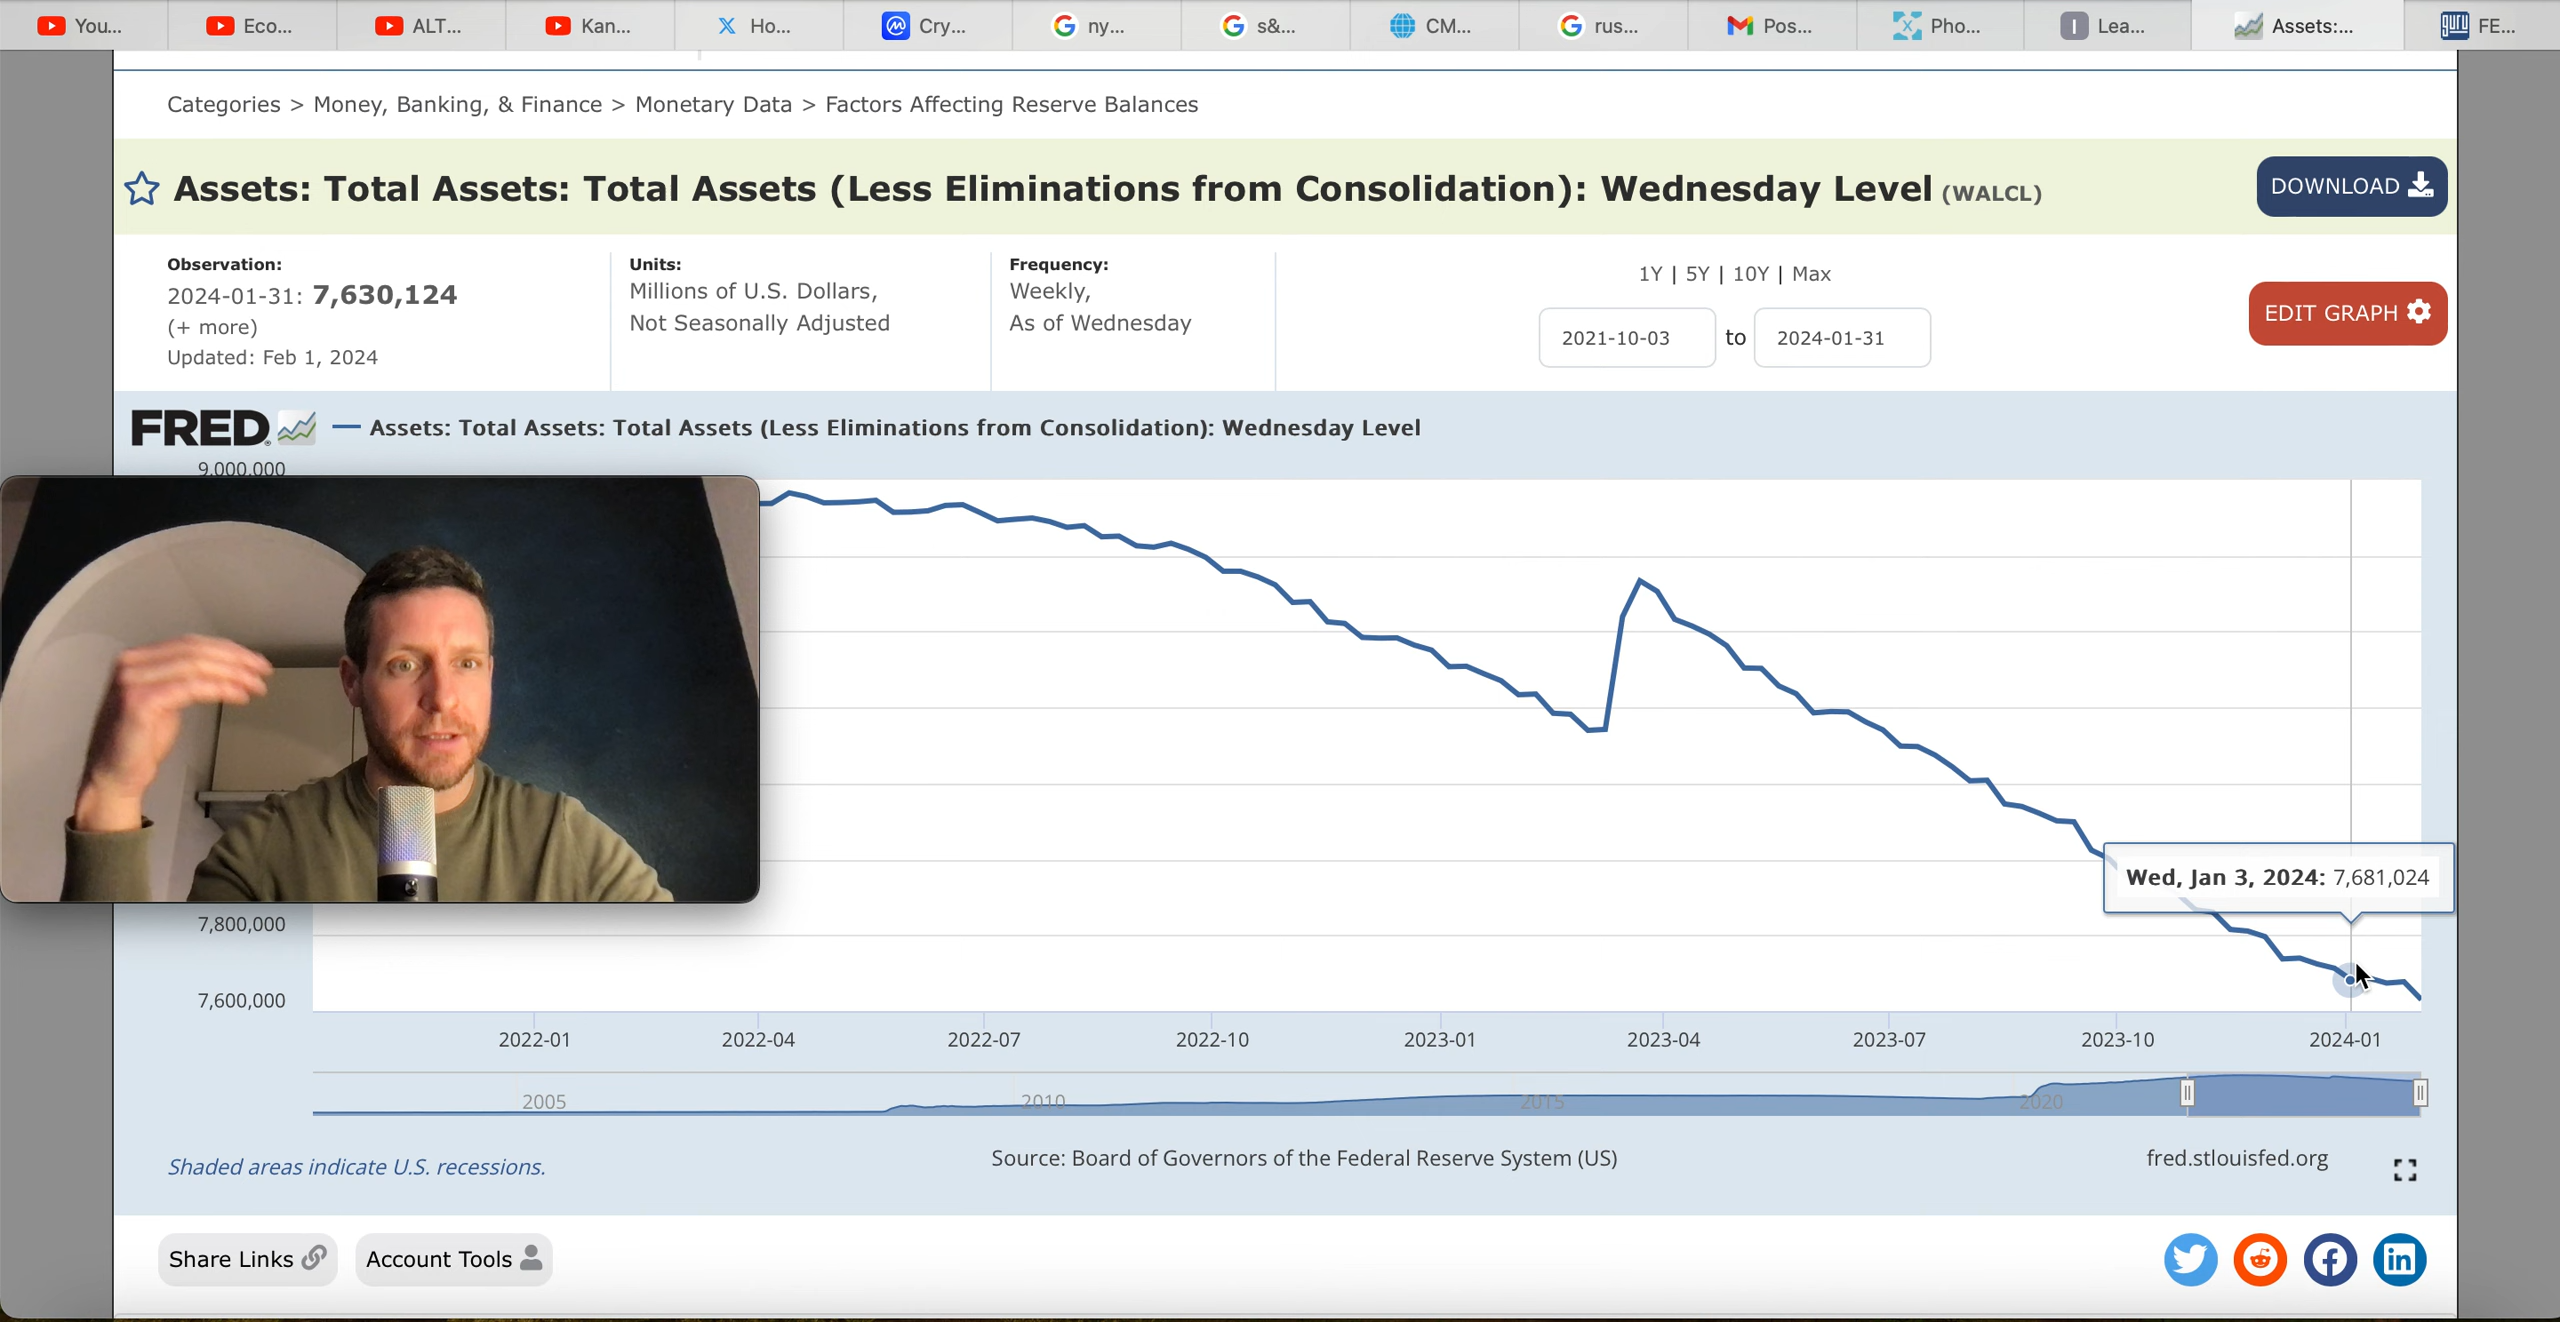 You... Eco... ALT... Kan... Ho... Cry... ny... s&... CM... rus... Pos... Pho... Lea... Assets:... guru FE...
Categories > Money, Banking, & Finance > Monetary Data > Factors Affecting Reserve Balances
Assets: Total Assets: Total Assets (Less Eliminations from Consolidation): Wednesday Level (WALCL)
DOWNLOAD
Observation:
2024-01-31: 7,630,124
(+ more)
Updated: Feb 1, 2024
Units:
Millions of U.S. Dollars,
Not Seasonally Adjusted
Frequency:
Weekly,
As of Wednesday
1Y | 5Y | 10Y | Max
2021-10-03 to 2024-01-31
EDIT GRAPH
FRED Assets: Total Assets: Total Assets (Less Eliminations from Consolidation): Wednesday Level
9,000,000
Wed, Jan 3, 2024: 7,681,024
7,800,000
7,600,000
2022-01 2022-04 2022-07 2022-10 2023-01 2023-04 2023-07 2023-10 2024-01
2005 2010 2015 2020
Shaded areas indicate U.S. recessions.
Source: Board of Governors of the Federal Reserve System (US)
fred.stlouisfed.org
Share Links
Account Tools